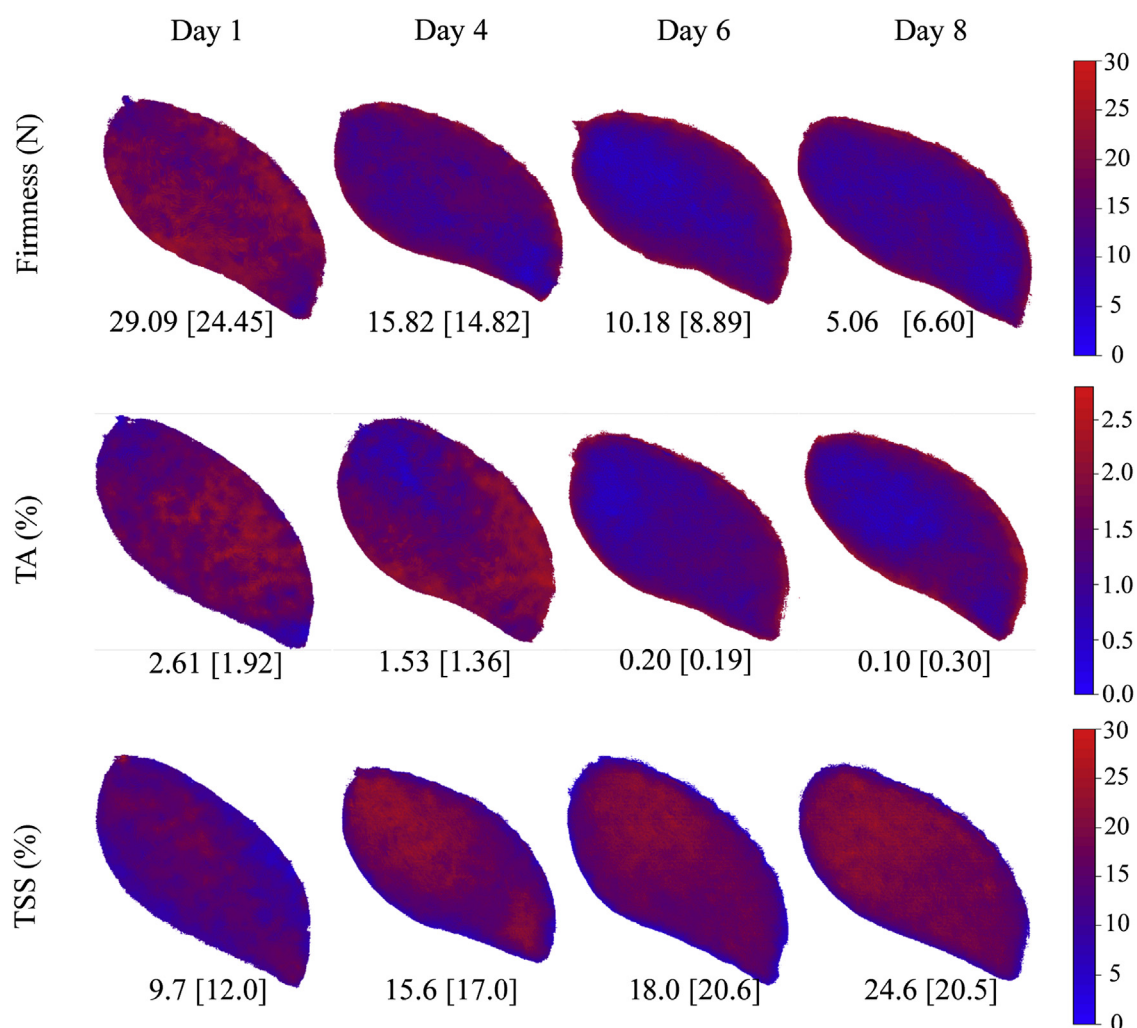 Day 1 Day 4 Day 6 Day 8
Firmness (N)
30
25
20
15
10
5
0
29.09 [24.45] 15.82 [14.82] 10.18 [8.89] 5.06 [6.60]
TA (%)
2.5
2.0
1.5
1.0
0.5
0.0
2.61 [1.92] 1.53 [1.36] 0.20 [0.19] 0.10 [0.30]
TSS (%)
30
25
20
15
10
5
0
9.7 [12.0] 15.6 [17.0] 18.0 [20.6] 24.6 [20.5]